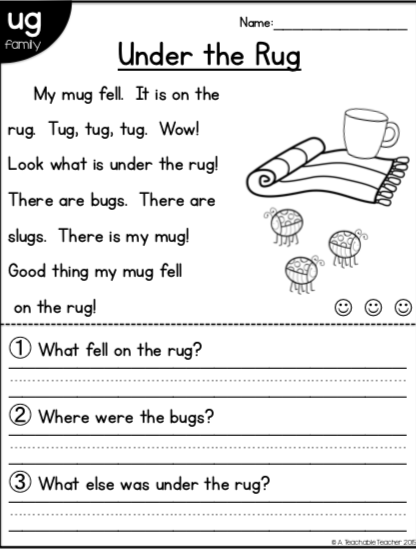 ug
family
Name:
Under the Rug
My mug fell. It is on the
rug. Tug, tug, tug. Wow!
Look what is under the rug!
There are bugs. There are
slugs. There is my mug!
Good thing my mug fell
on the rug!
1 What fell on the rug?
2 Where were the bugs?
3 What else was under the rug?
© A Teachable Teacher 2015